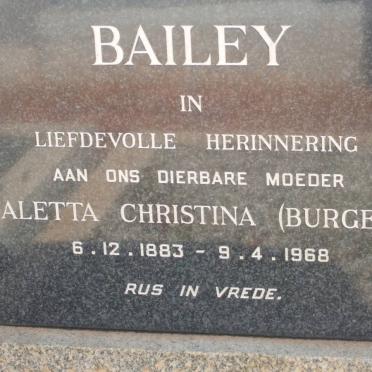 BAILEY
IN
LIEFDEVOLLE HERINNERING
AAN ONS DIERBARE MOEDER
ALETTA CHRISTINA (BURGE
6.12.1883 - 9.4.1968
RUS IN VREDE.